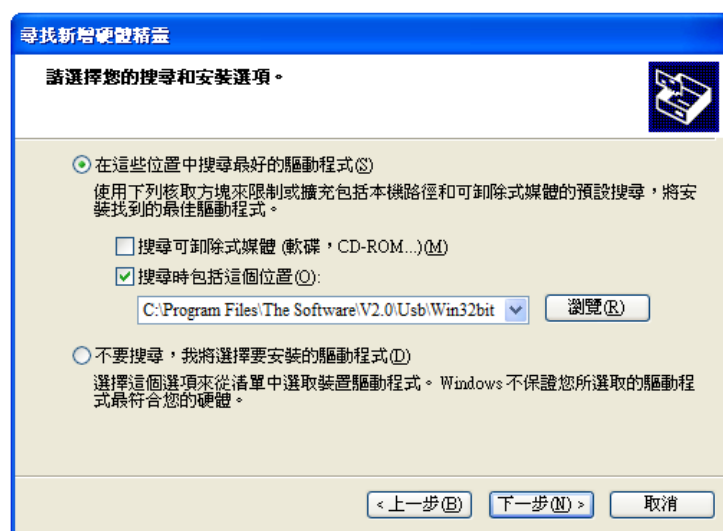 尋找新增硬體精靈
請選擇您的搜尋和安裝選項。
在這些位置中搜尋最好的驅動程式(S)
使用下列核取方塊來限制或擴充包括本機路徑和可卸除式媒體的預設搜尋，將安
裝找到的最佳驅動程式。
搜尋可卸除式媒體 (軟碟，CD-ROM...)(M)
搜尋時包括這個位置(O):
C:\Program Files\The Software\V2.0\Usb\Win32bit
瀏覽(R)
不要搜尋，我將選擇要安裝的驅動程式(D)
選擇這個選項來從清單中選取裝置驅動程式。Windows 不保證您所選取的驅動程
式最符合您的硬體。
< 上一步(B)
下一步(N) >
取消